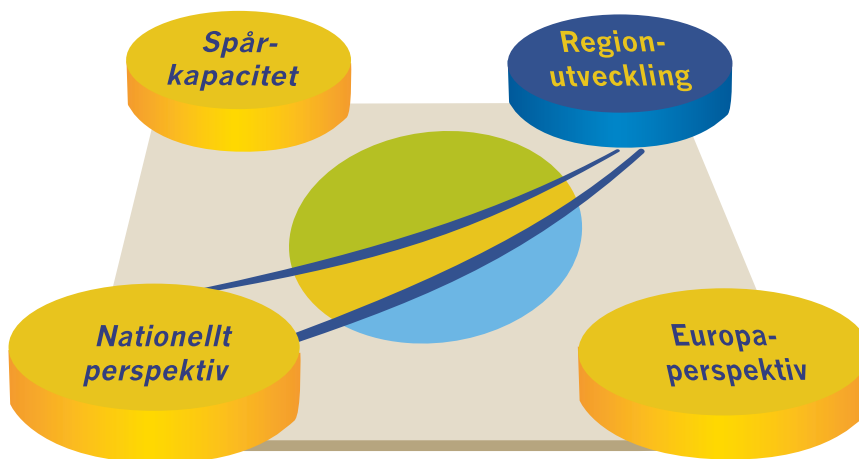 Spår-
kapacitet
Region-
utveckling
Nationellt
perspektiv
Europa-
perspektiv